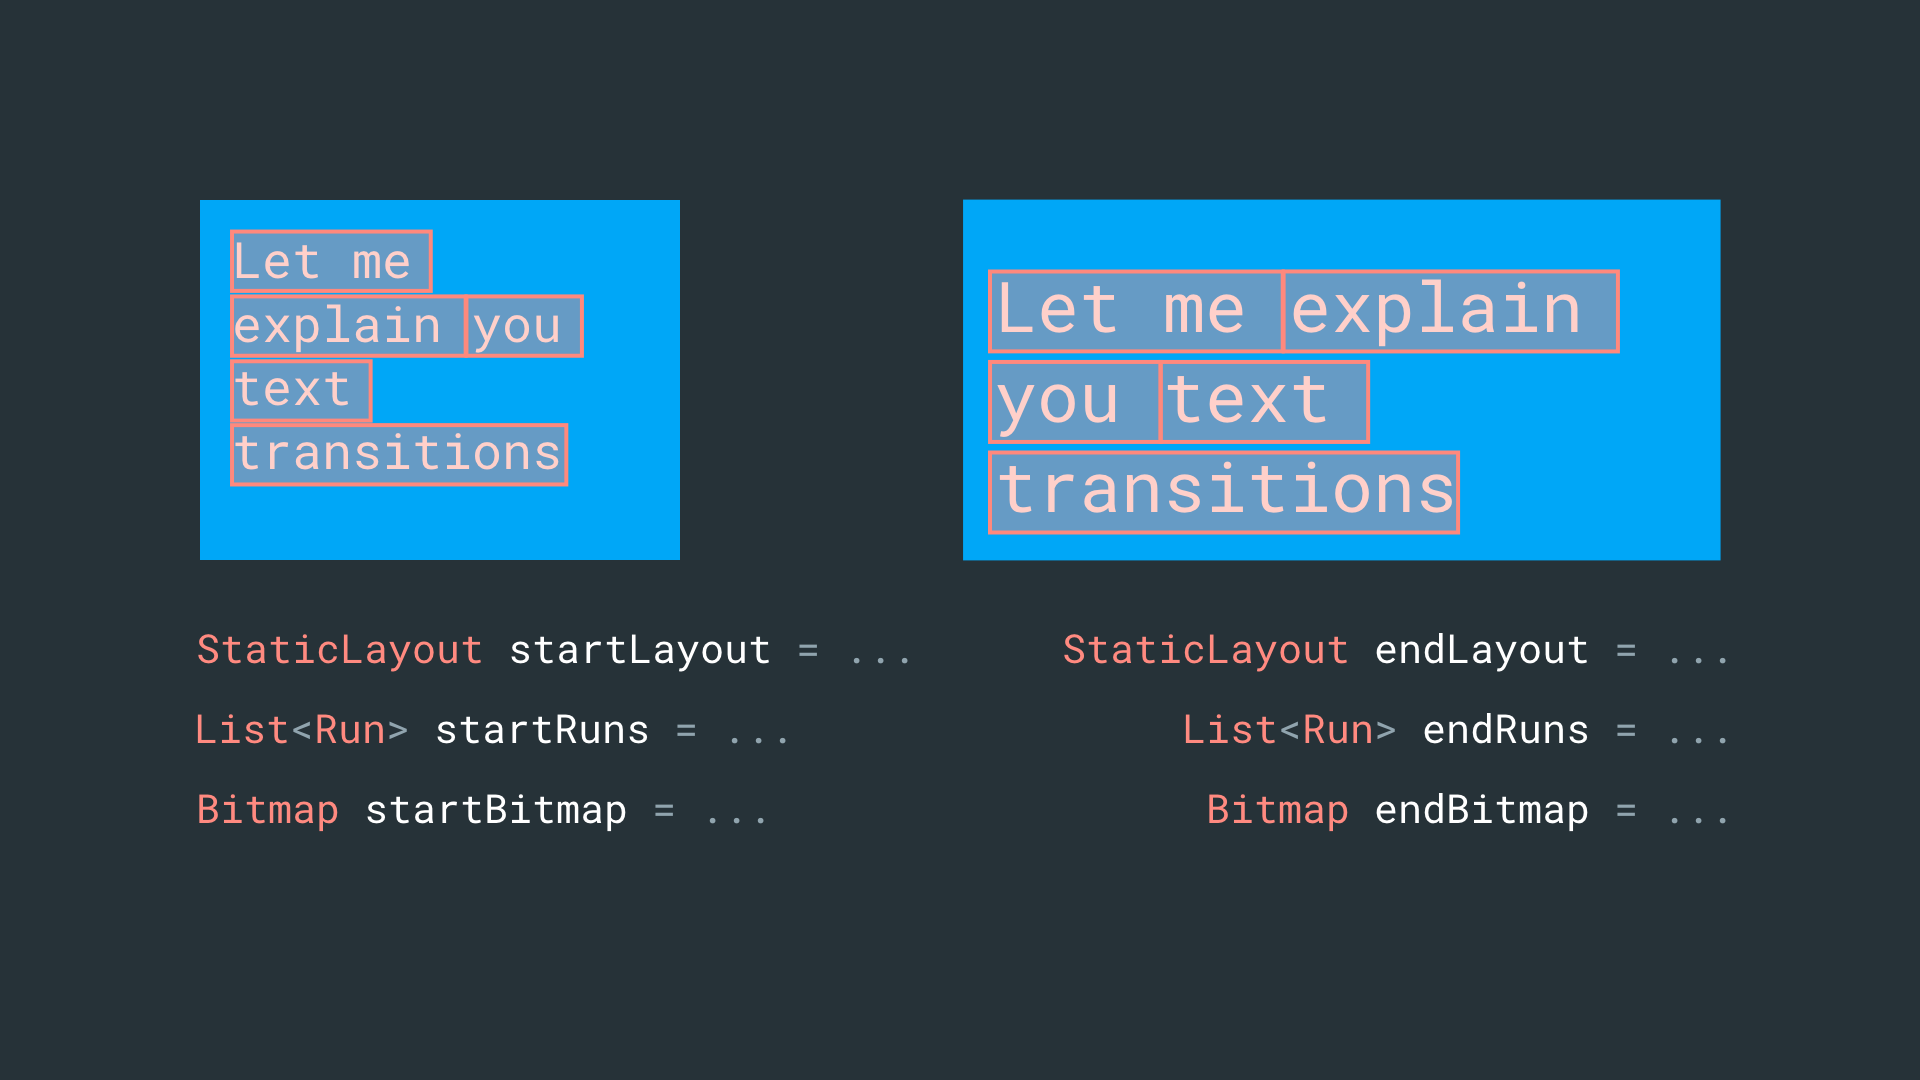 Let me
explain you
text
transitions
Let me explain
you text
transitions
StaticLayout startLayout = ...
List<Run> startRuns = ...
Bitmap startBitmap = ...
StaticLayout endLayout = ...
List<Run> endRuns = ...
Bitmap endBitmap = ...